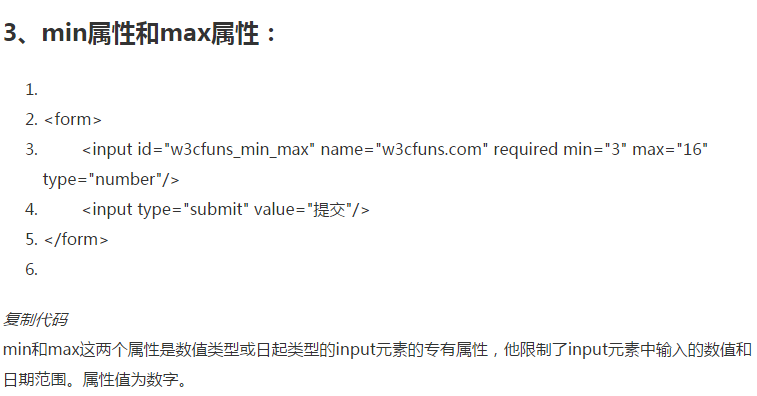 3、min属性和max属性：
1.
2. <form>
3. <input id="w3cfuns_min_max" name="w3cfuns.com" required min="3" max="16"
type="number"/>
4. <input type="submit" value="提交"/>
5. </form>
6.
复制代码
min和max这两个属性是数值类型或日起类型的input元素的专有属性，他限制了input元素中输入的数值和
日期范围。属性值为数字。